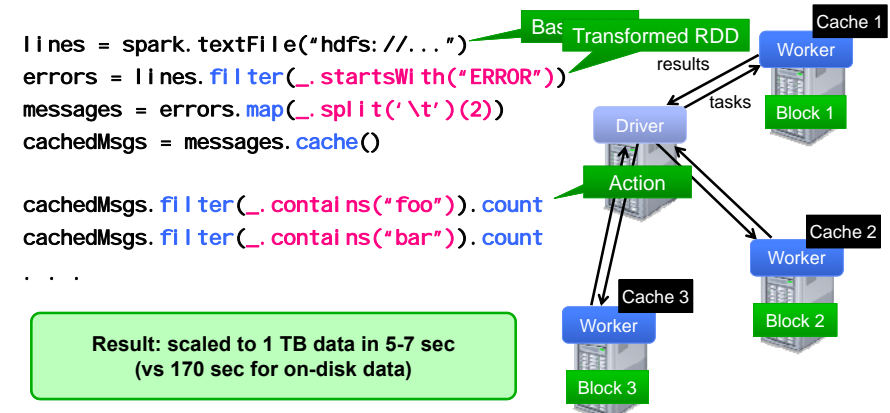 lines = spark.textFile(“hdfs://...”)
errors = lines.filter(_.startsWith(“ERROR”))
messages = errors.map(_.split(‘\t’)(2))
cachedMsgs = messages.cache()
cachedMsgs.filter(_.contains(“foo”)).count
cachedMsgs.filter(_.contains(“bar”)).count
. . .
Result: scaled to 1 TB data in 5-7 sec
(vs 170 sec for on-disk data)
Transformed RDD
Action
results
tasks
Driver
Cache 1
Worker
Block 1
Cache 2
Worker
Block 2
Cache 3
Worker
Block 3